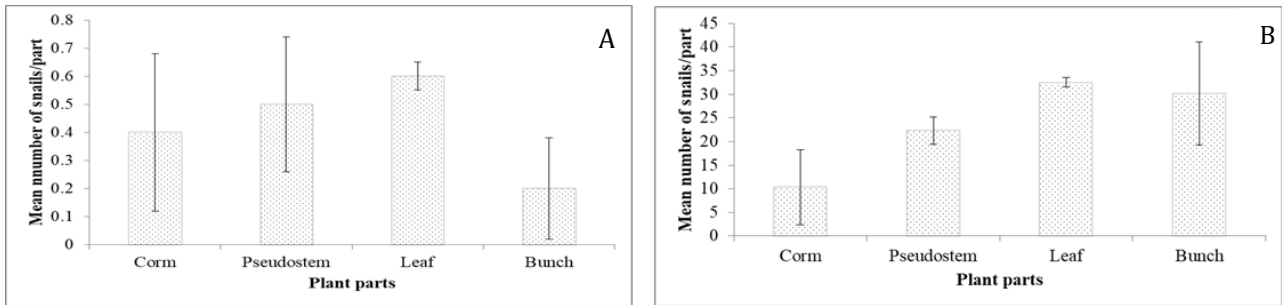 A
Mean nnumber of snails/part
0.8
0.7
0.6
0.5
0.4
0.3
0.2
0.1
0
Corm Pseudostem Leaf Bunch
Plant parts
B
Mean number of snails/part
45
40
35
30
25
20
15
10
5
0
Corm Pseudostem Leaf Bunch
Plant parts